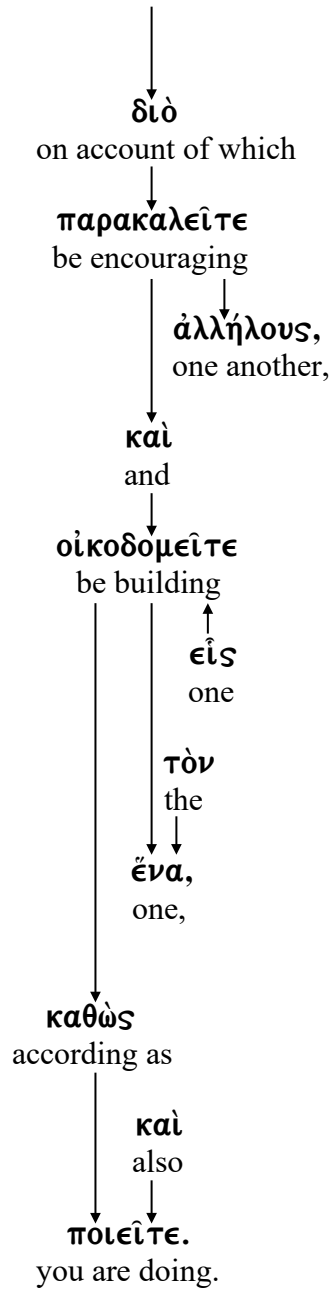 διὸ
on account of which
παρακαλεῖτε
be encouraging
ἀλλήλους,
one another,
καὶ
and
οἰκοδομεῖτε
be building
εἷς
one
τὸν
the
ἕνα,
one,
καθὼς
according as
καὶ
also
ποιεῖτε.
you are doing.